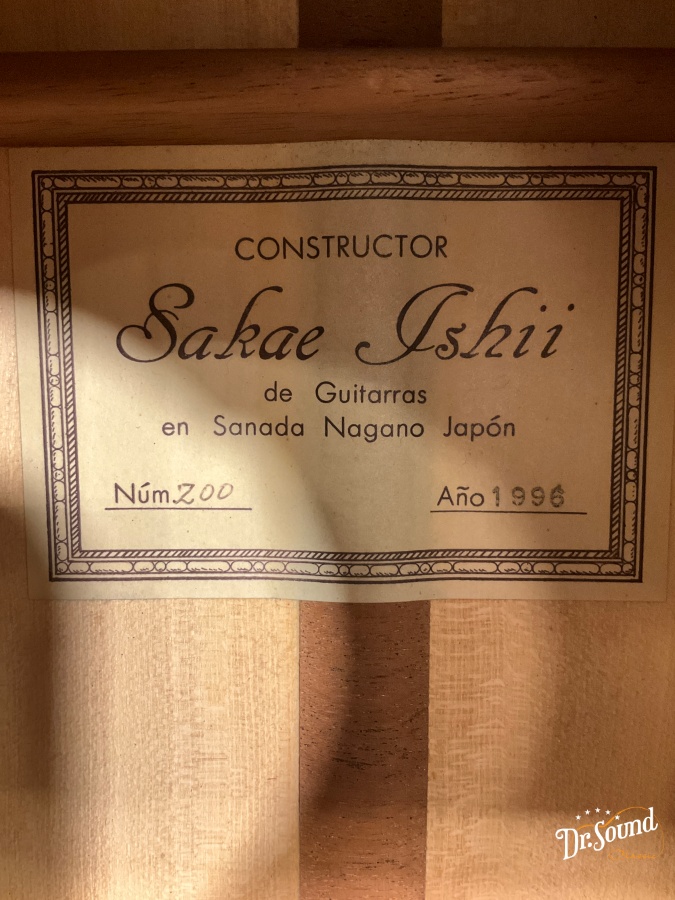 CONSTRUCTOR
Sakae Ishii
de Guitarras
en Sanada Nagano Japón
Núm. 200 Año 1996
Dr. Sound